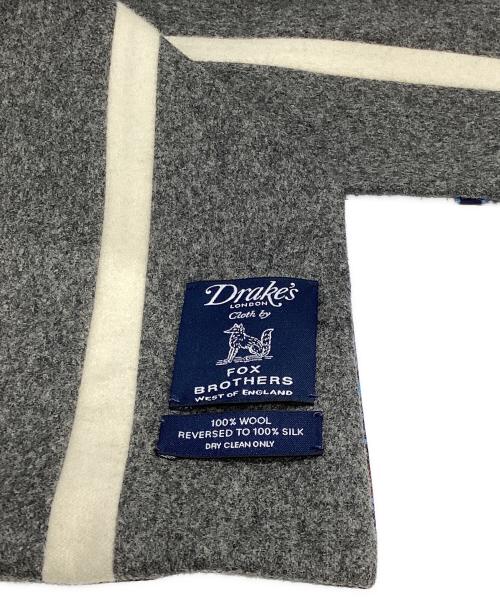 Drake's
LONDON
Cloth by
FOX
BROTHERS
WEST OF ENGLAND
100% WOOL
REVERSED TO 100% SILK
DRY CLEAN ONLY